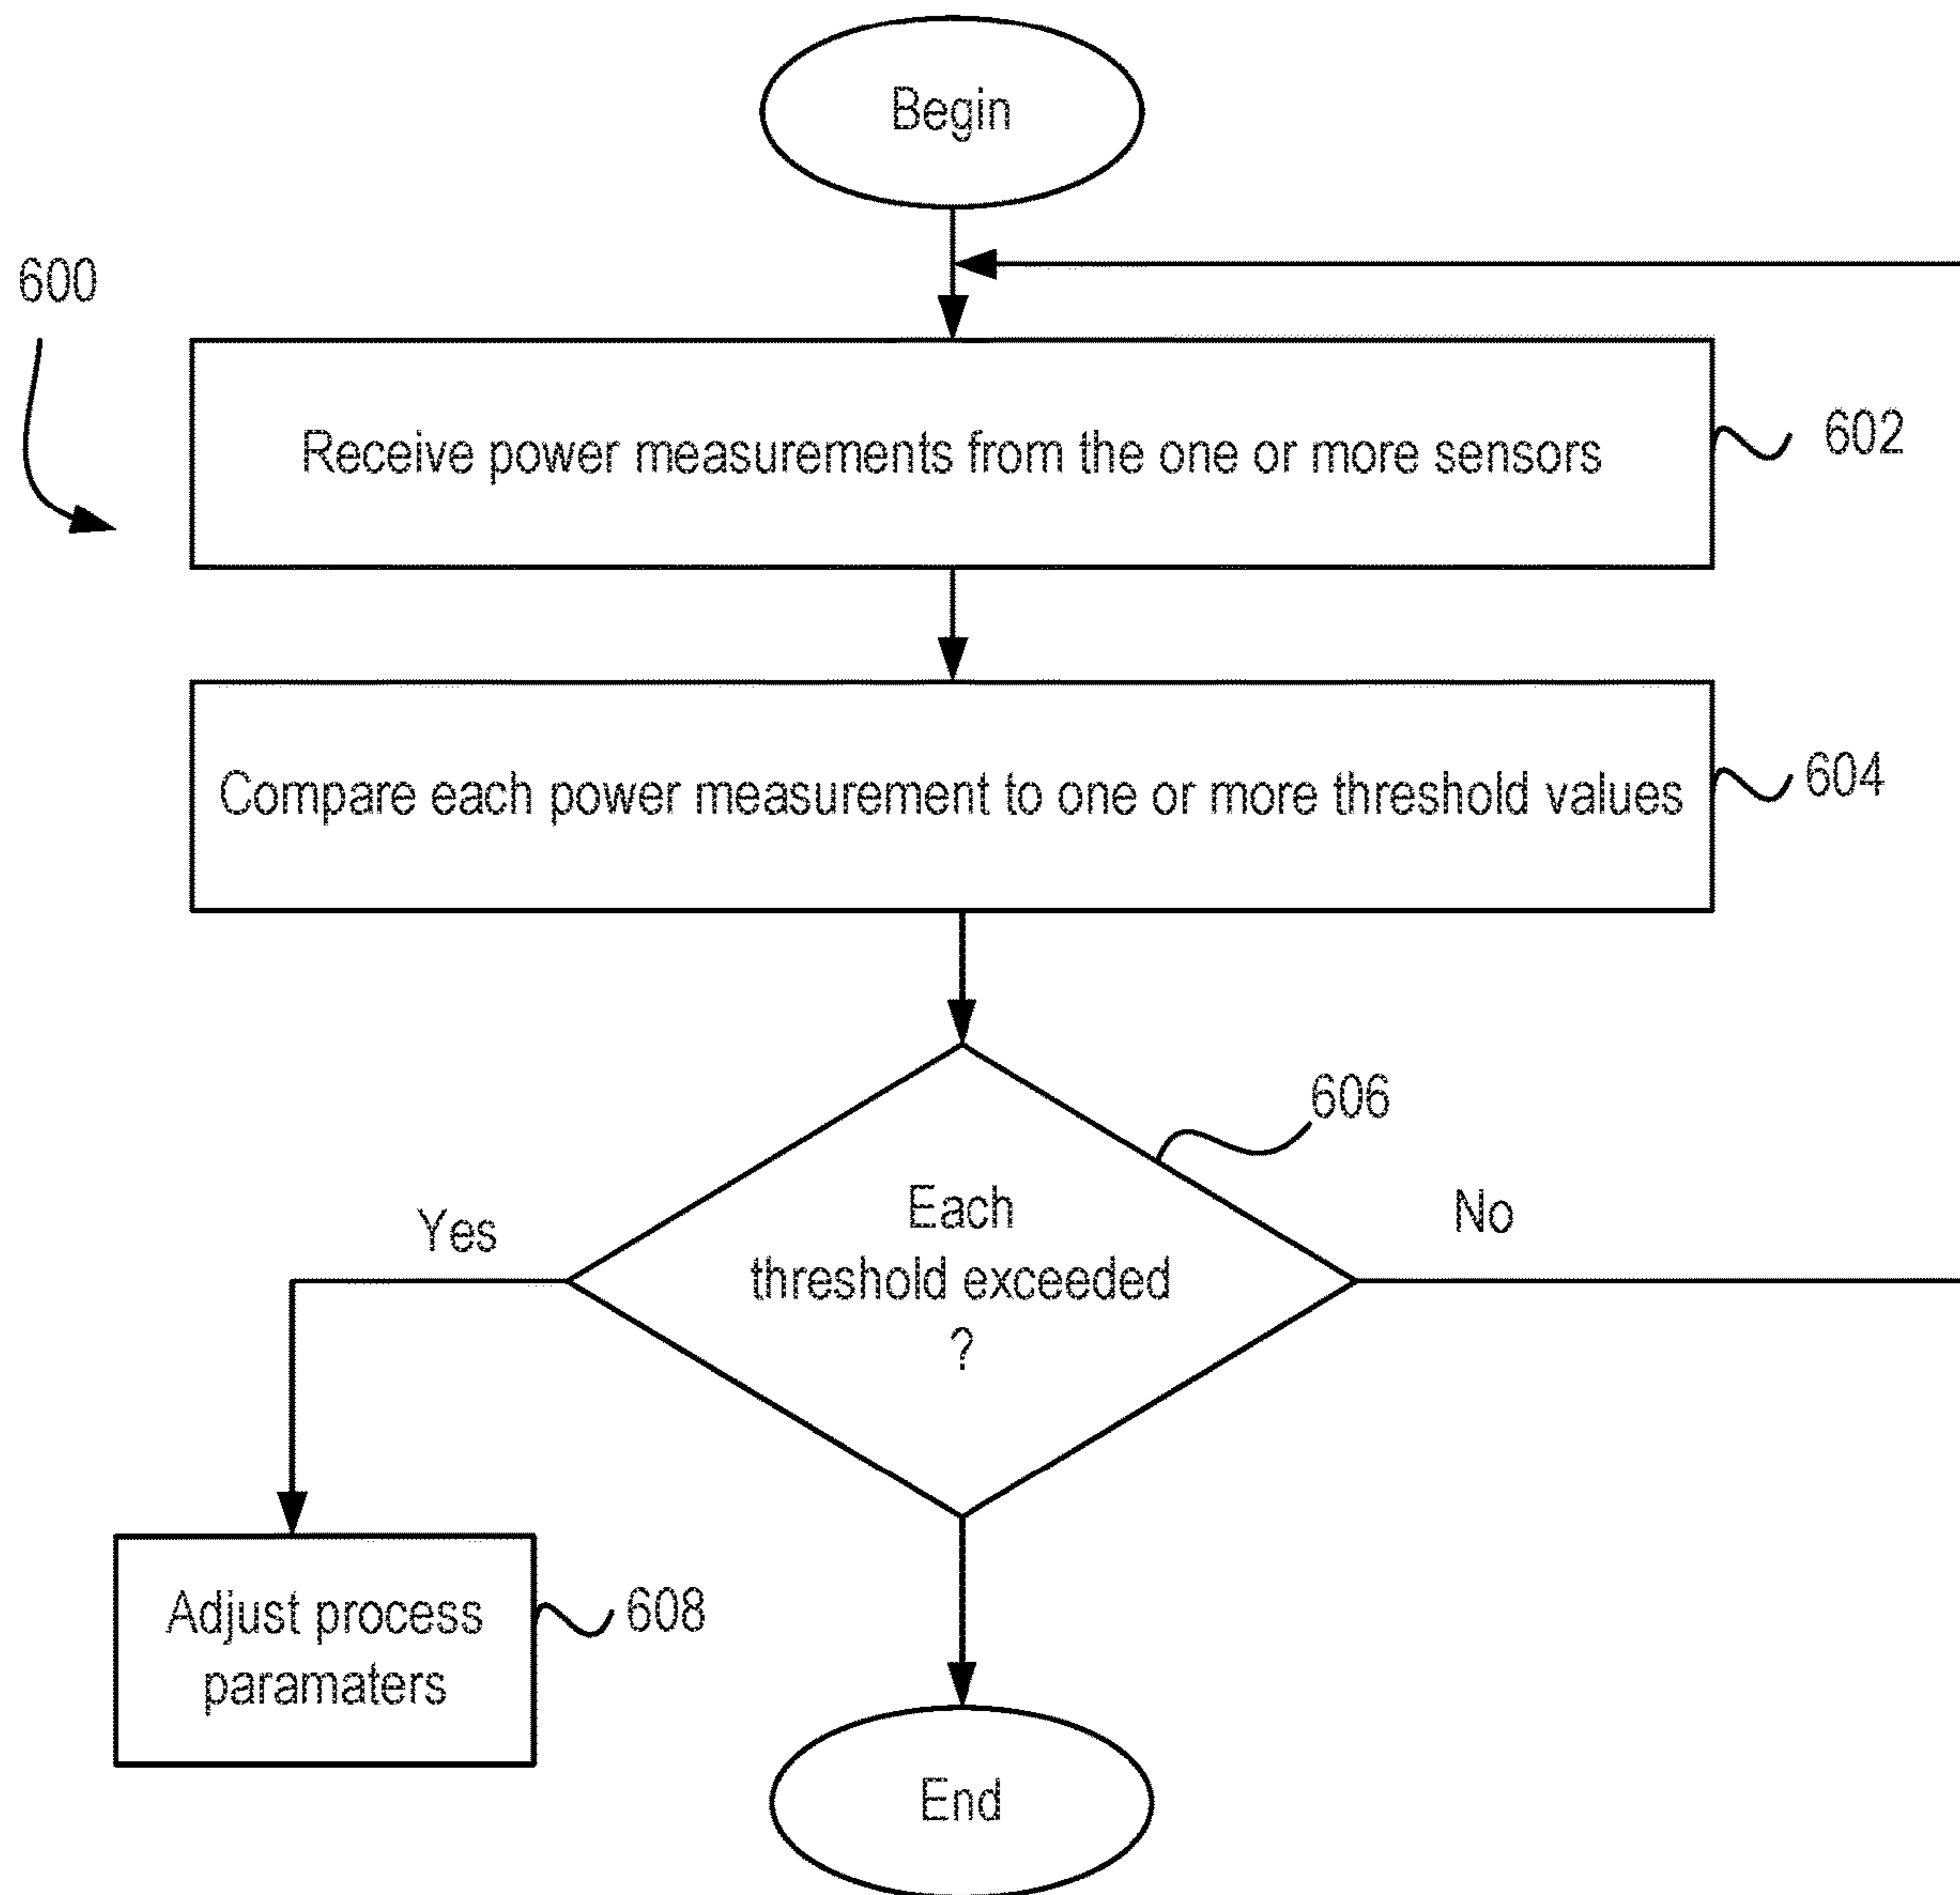 Begin
600
Receive power measurements from the one or more sensors
602
Compare each power measurement to one or more threshold values
604
606
Each
threshold exceeded
?
Yes
No
Adjust process
paramaters
608
End